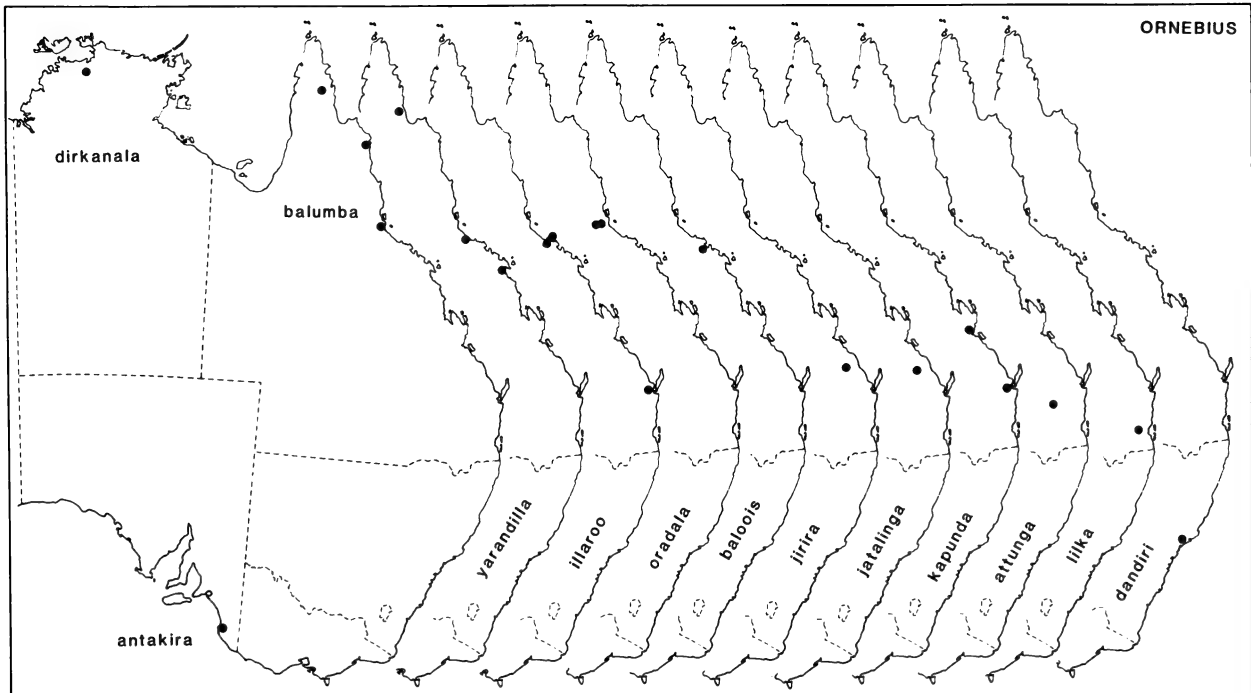 ORNEBIUS
dirkanala
balumba
yarandilla
illaroo
oradala
baloois
jirira
jatalinga
kapunda
attunga
lilka
dandiri
antakira